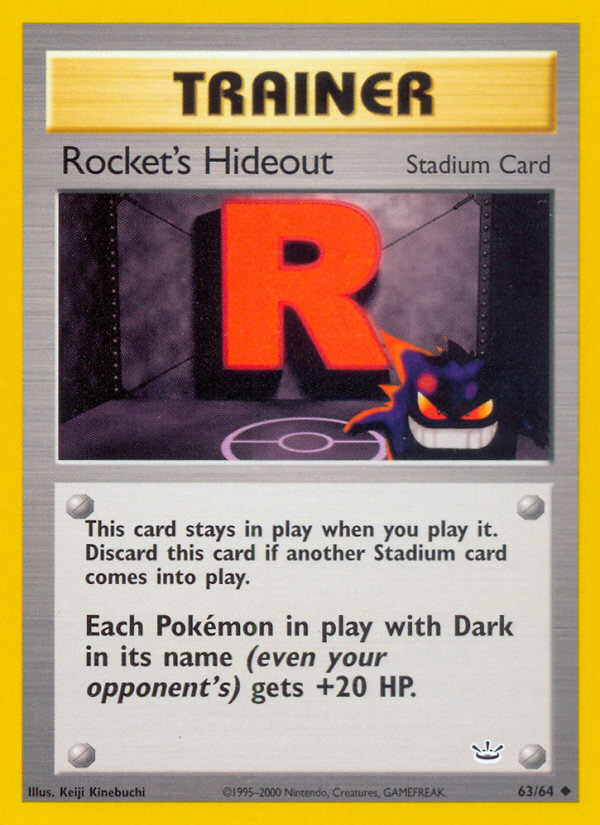 TRAINER
Rocket's Hideout
Stadium Card
R
This card stays in play when you play it.
Discard this card if another Stadium card
comes into play.
Each Pokémon in play with Dark
in its name (even your
opponent's) gets +20 HP.
Illus. Keiji Kinebuchi
©1995–2000 Nintendo, Creatures, GAMEFREAK.
63/64